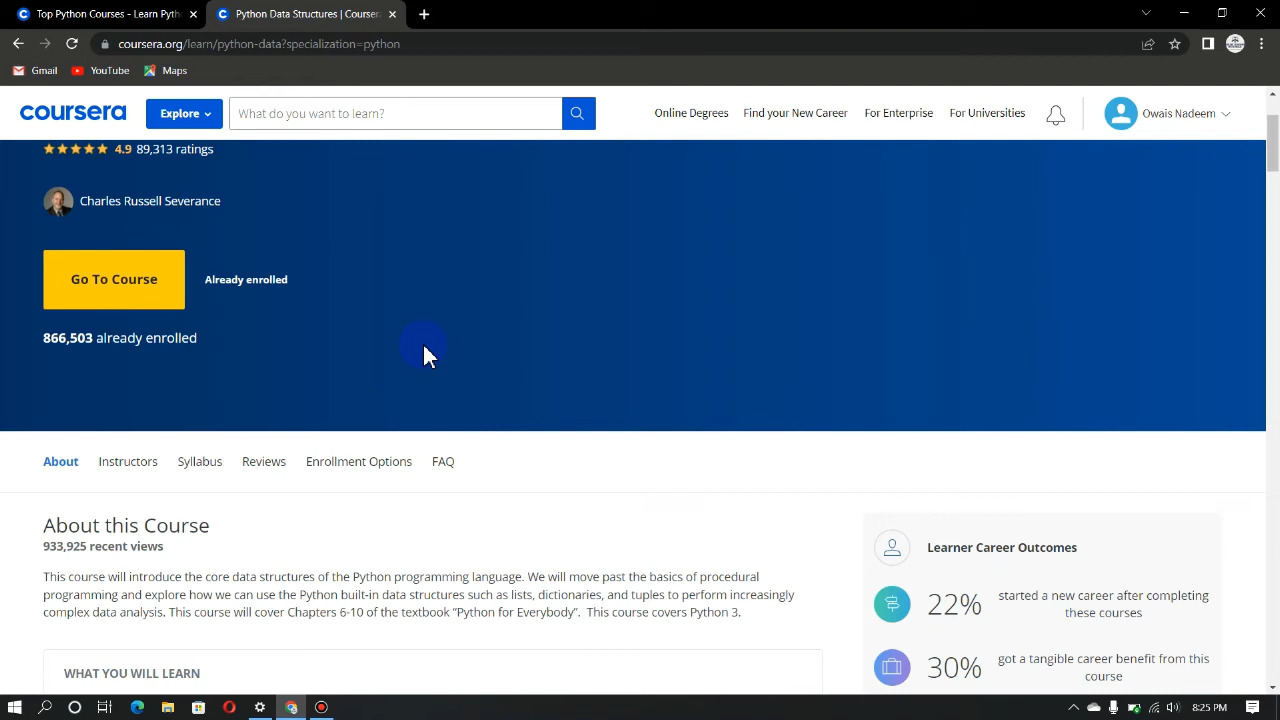 Top Python Courses - Learn Pyth
Python Data Structures | Courser
coursera.org/learn/python-data?specialization=python
Gmail
YouTube
Maps
coursera
Explore
What do you want to learn?
Online Degrees
Find your New Career
For Enterprise
For Universities
Owais Nadeem
4.9 89,313 ratings
Charles Russell Severance
Go To Course
Already enrolled
866,503 already enrolled
About
Instructors
Syllabus
Reviews
Enrollment Options
FAQ
About this Course
933,925 recent views
This course will introduce the core data structures of the Python programming language. We will move past the basics of procedural
programming and explore how we can use the Python built-in data structures such as lists, dictionaries, and tuples to perform increasingly
complex data analysis. This course will cover Chapters 6-10 of the textbook “Python for Everybody”. This course covers Python 3.
WHAT YOU WILL LEARN
Learner Career Outcomes
22%
started a new career after completing
these courses
30%
got a tangible career benefit from this
course
8:25 PM